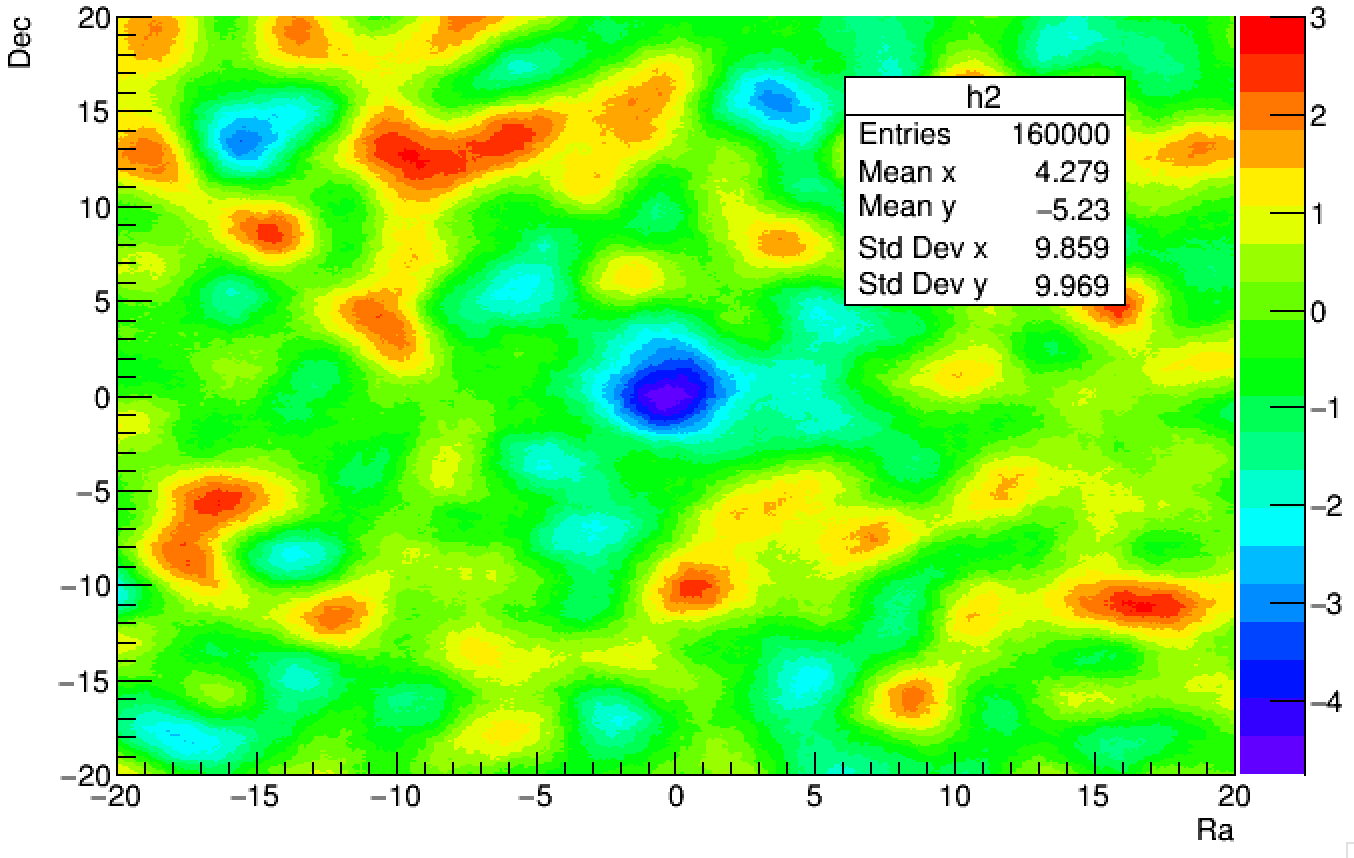 Dec
20
15
10
5
0
−5
−10
−15
−20
−20 −15 −10 −5 0 5 10 15 20
Ra
h2
Entries 160000
Mean x 4.279
Mean y −5.23
Std Dev x 9.859
Std Dev y 9.969
3
2
1
0
−1
−2
−3
−4